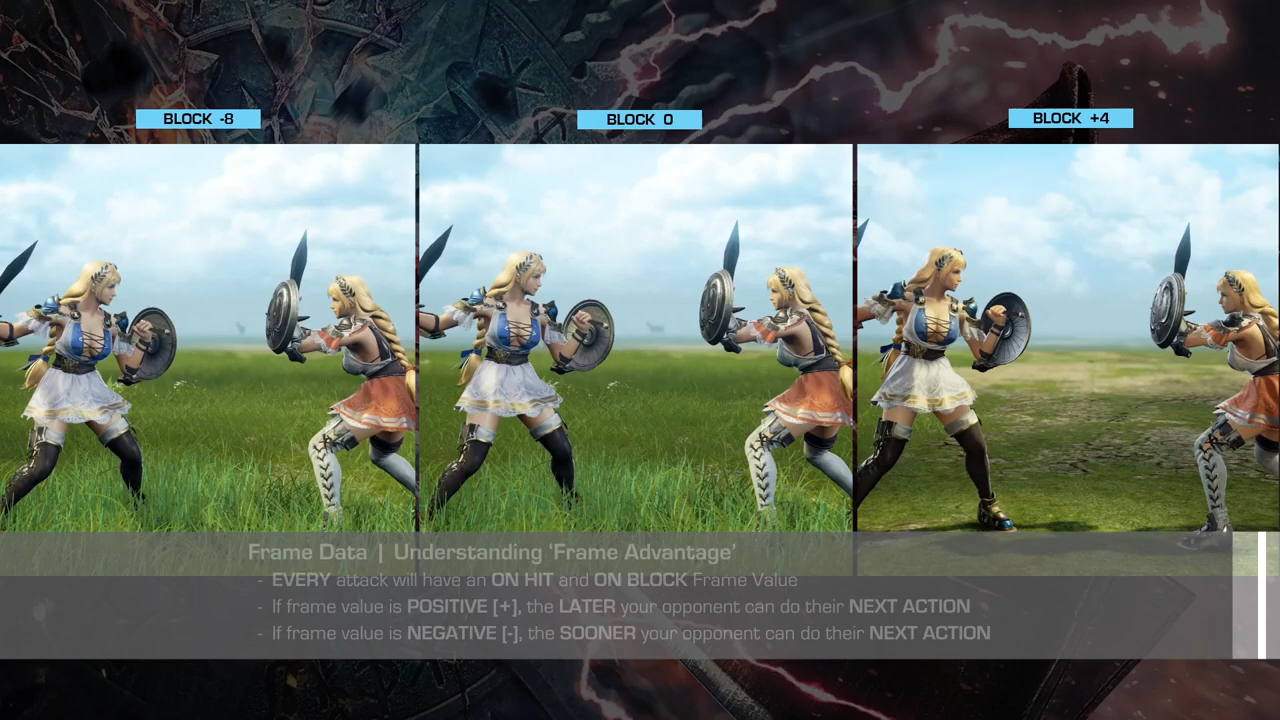 BLOCK -8
BLOCK 0
BLOCK +4
Frame Data | Understanding 'Frame Advantage'
- EVERY attack will have an ON HIT and ON BLOCK Frame Value
- If frame value is POSITIVE [+], the LATER your opponent can do their NEXT ACTION
- If frame value is NEGATIVE [-], the SOONER your opponent can do their NEXT ACTION